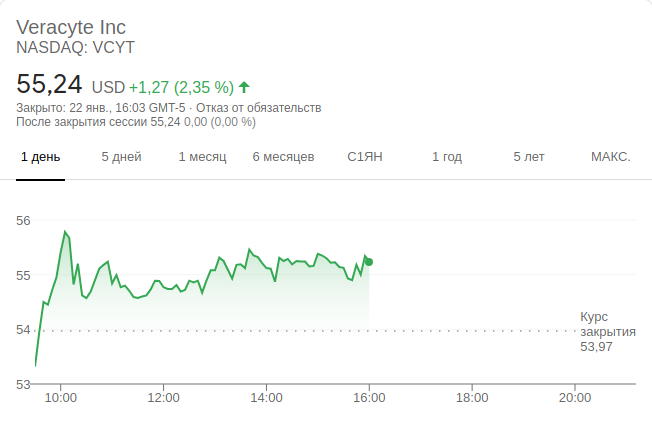 Veracyte Inc
NASDAQ: VCYT
55,24 USD +1,27 (2,35 %)
Закрыто: 22 янв., 16:03 GMT-5 · Отказ от обязательств
После закрытия сессии 55,24 0,00 (0,00 %)
1 день 5 дней 1 месяц 6 месяцев С1ЯН 1 год 5 лет МАКС.
56
55
54
Курс
закрытия
53,97
53
10:00 12:00 14:00 16:00 18:00 20:00